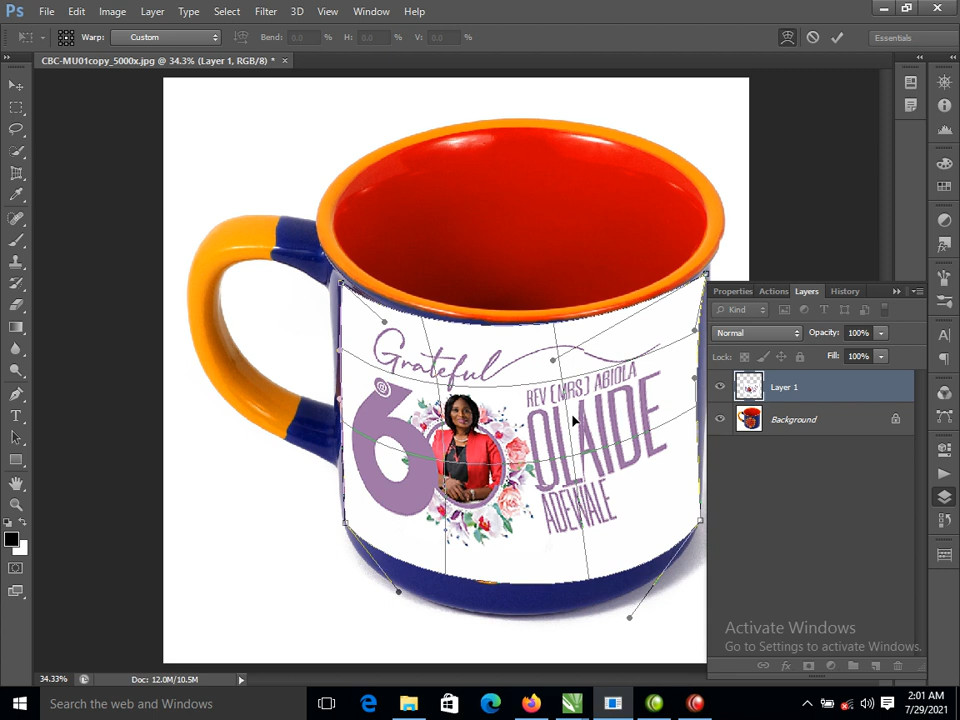 Ps File Edit Image Layer Type Select Filter 3D View Window Help
Warp: Custom Bend: 0.0 % H: 0.0 % V: 0.0 % Essentials
CBC-MU01copy_5000x.jpg @ 34.3% (Layer 1, RGB/8) * ×
Grateful
6@
REV (MRS.) ABIOLA
OLAIDE
ADEWALE
Properties Actions Layers History
Kind
Normal Opacity: 100%
Lock: Fill: 100%
Layer 1
Background
Activate Windows
Go to Settings to activate Windows.
34.33% Doc: 12.0M/10.5M
Search the web and Windows
2:01 AM
7/29/2021